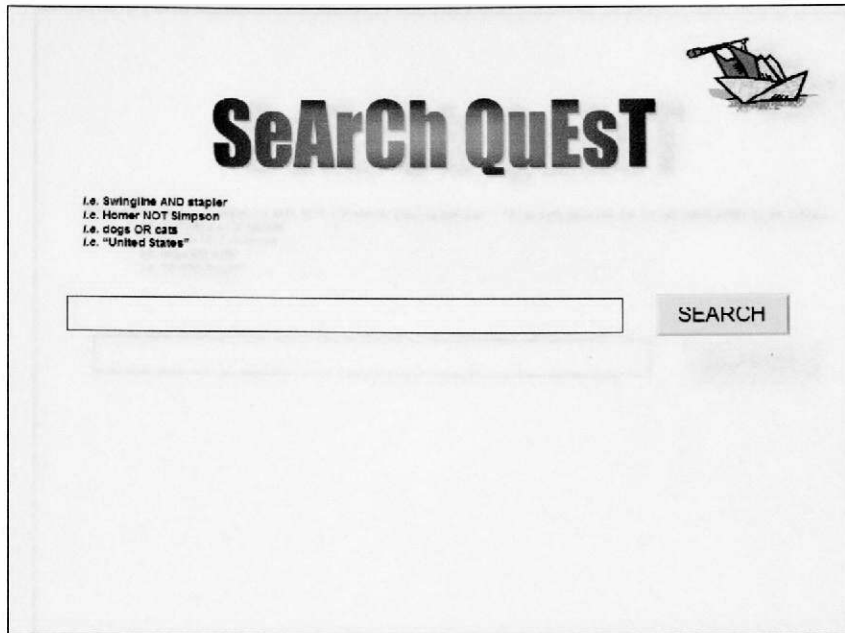 SeArCh QuEsT
i.e. Swingline AND stapler
i.e. Homer NOT Simpson
i.e. dogs OR cats
i.e. "United States"
SEARCH